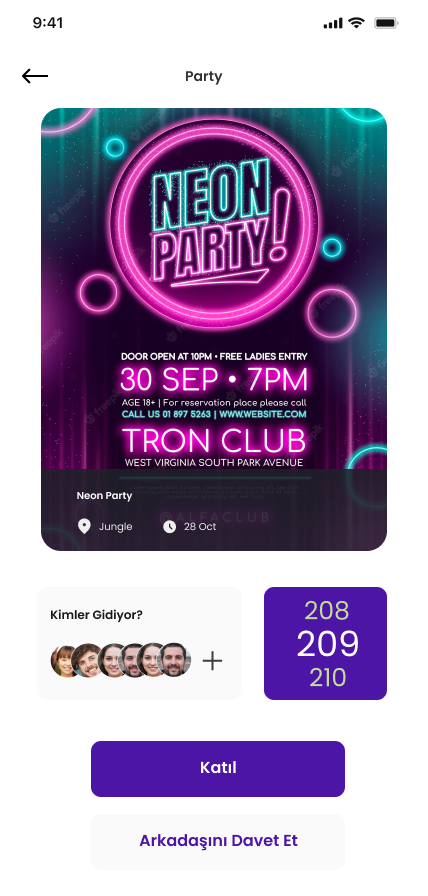 9:41
Party
NEON
PARTY!
DOOR OPEN AT 10PM • FREE LADIES ENTRY
30 SEP • 7PM
AGE 18+ | For reservation place please call
CALL US 01 897 5263 | WWW.WEBSITE.COM
TRON CLUB
WEST VIRGINIA SOUTH PARK AVENUE
Neon Party
@ALFACLUB
Jungle
28 Oct
Kimler Gidiyor?
208
209
210
Katıl
Arkadaşını Davet Et